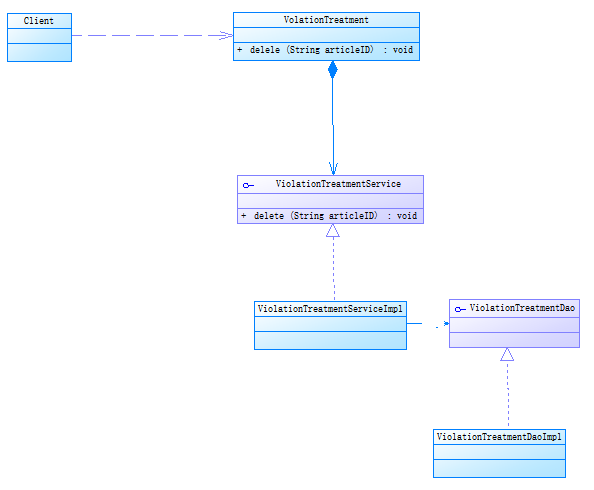 Client
VolationTreatment
+ delele (String articleID) : void
ViolationTreatmentService
+ delete (String articleID) : void
ViolationTreatmentServiceImpl
ViolationTreatmentDao
ViolationTreatmentDaoImpl